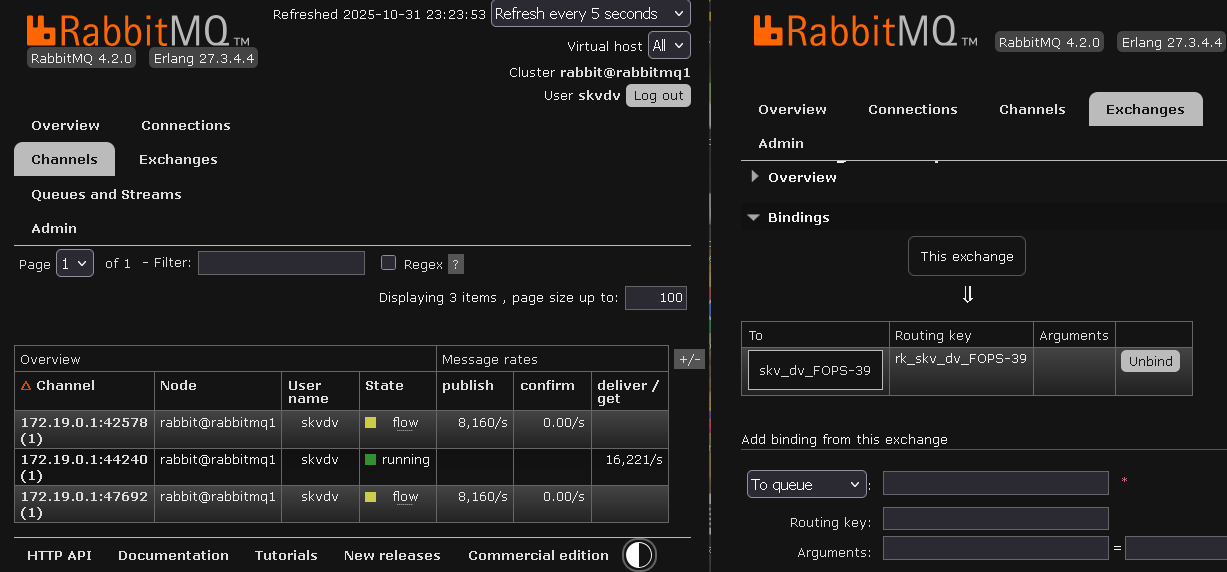 Refreshed 2025-10-31 23:23:53 Refresh every 5 seconds
RabbitMQ TM
RabbitMQ 4.2.0 Erlang 27.3.4.4
Virtual host All
Cluster rabbit@rabbitmq1
User skvdv Log out
Overview Connections
Channels Exchanges
Queues and Streams
Admin
Page 1 of 1 - Filter: Regex ?
Displaying 3 items , page size up to: 100
Overview Message rates +/-
△ Channel Node User name State publish confirm deliver / get
172.19.0.1:42578 (1) rabbit@rabbitmq1 skvdv flow 8,160/s 0.00/s
172.19.0.1:44240 (1) rabbit@rabbitmq1 skvdv running 16,221/s
172.19.0.1:47692 (1) rabbit@rabbitmq1 skvdv flow 8,160/s 0.00/s
HTTP API Documentation Tutorials New releases Commercial edition
RabbitMQ TM RabbitMQ 4.2.0 Erlang 27.3.4.4
Overview Connections Channels Exchanges
Admin
Overview
Bindings
This exchange
⇓
To Routing key Arguments
skv_dv_FOPS-39 rk_skv_dv_FOPS-39 Unbind
Add binding from this exchange
To queue : *
Routing key:
Arguments: =